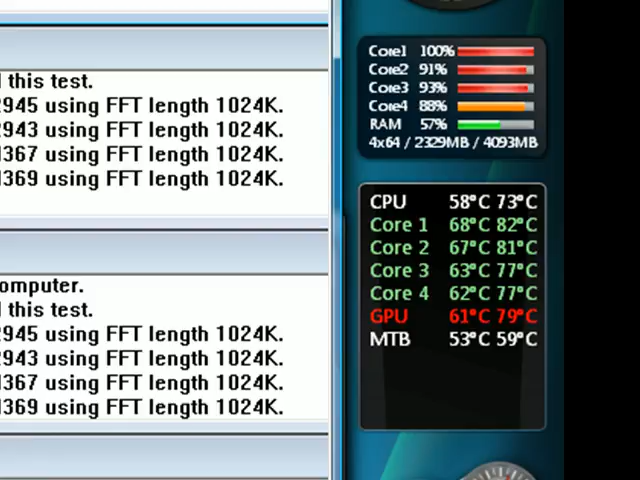 this test.
2945 using FFT length 1024K.
2943 using FFT length 1024K.
1367 using FFT length 1024K.
1369 using FFT length 1024K.
omputer.
this test.
2945 using FFT length 1024K.
2943 using FFT length 1024K.
1367 using FFT length 1024K.
1369 using FFT length 1024K.
Core1 100%
Core2 91%
Core3 93%
Core4 88%
RAM 57%
4x64 / 2329MB / 4093MB
CPU 58°C 73°C
Core 1 68°C 82°C
Core 2 67°C 81°C
Core 3 63°C 77°C
Core 4 62°C 77°C
GPU 61°C 79°C
MTB 53°C 59°C